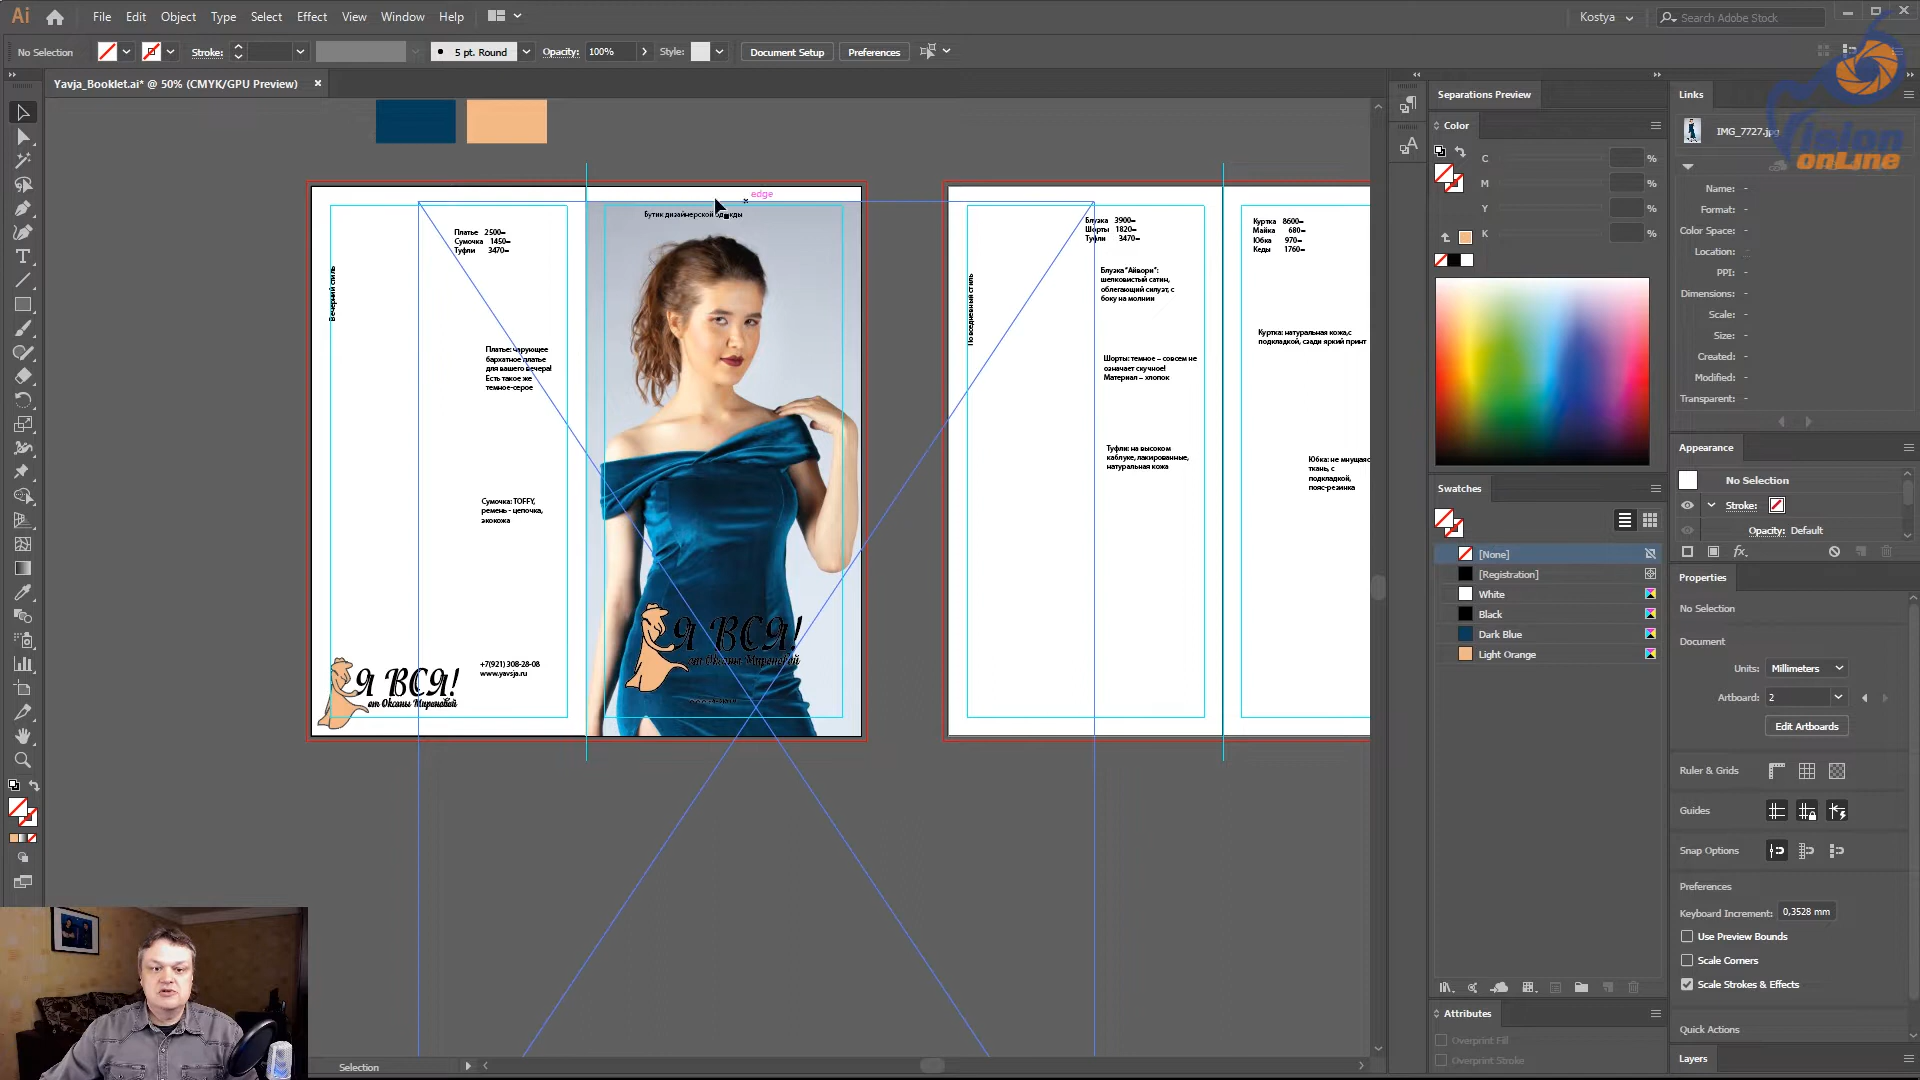 Ai File Edit Object Type Select Effect View Window Help Kostya Search Adobe Stock
No Selection Stroke: 5 pt. Round Opacity: 100% Style: Document Setup Preferences
Yavja_Booklet.ai* @ 50% (CMYK/GPU Preview)
edge
Бутик дизайнерской одежды
Платье 2500=
Сумочка 1450=
Туфли 3470=
Вечерний стиль
Платье: чарующее
бархатное платье
для вашего вечера!
Есть такое же
темное-серое
Сумочка: TOFFY,
ремень - цепочка,
экокожа
Я ВСЯ!
от Оксаны Мироновой
+7(921) 308-28-08
www.yavsja.ru
Я ВСЯ!
от Оксаны Мироновой
Блузка 3900=
Шорты 1820=
Туфли 3470=
Повседневный стиль
Блузка "Айвори":
шелковистый сатин,
облегающий силуэт, с
боку на молнии
Шорты: темное – совсем не
означает скучное!
Материал – хлопок
Туфли: на высоком
каблуке, лакированные,
натуральная кожа
Куртка 8600=
Майка 680=
Юбка 970=
Кеды 1760=
Куртка: натуральная кожа,с
подкладкой, сзади яркий принт
Юбка: не мнущаяс
ткань, с
подкладкой,
пояс-резинка
Selection
Separations Preview
Color
C %
M %
Y %
K %
Swatches
[None]
[Registration]
White
Black
Dark Blue
Light Orange
Attributes
Overprint Fill
Overprint Stroke
Links
IMG_7727.jpg
Vision
onLine
Name: -
Format: -
Color Space: -
Location: -
PPI: -
Dimensions: -
Scale: -
Size: -
Created: -
Modified: -
Transparent: -
Appearance
No Selection
Stroke:
Opacity: Default
fx
Properties
No Selection
Document
Units: Millimeters
Artboard: 2
Edit Artboards
Ruler & Grids
Guides
Snap Options
Preferences
Keyboard Increment: 0,3528 mm
Use Preview Bounds
Scale Corners
Scale Strokes & Effects
Quick Actions
Layers